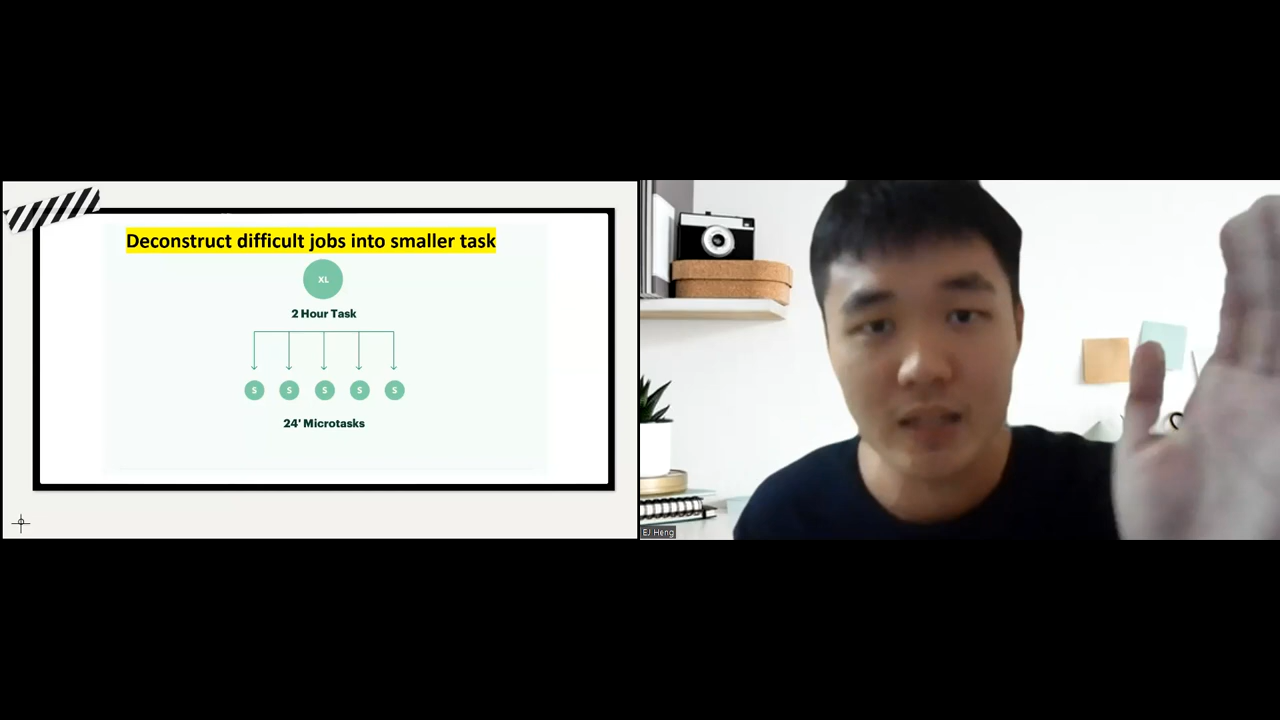 Deconstruct difficult jobs into smaller task
XL
2 Hour Task
S S S S S
24' Microtasks
EJ Heng